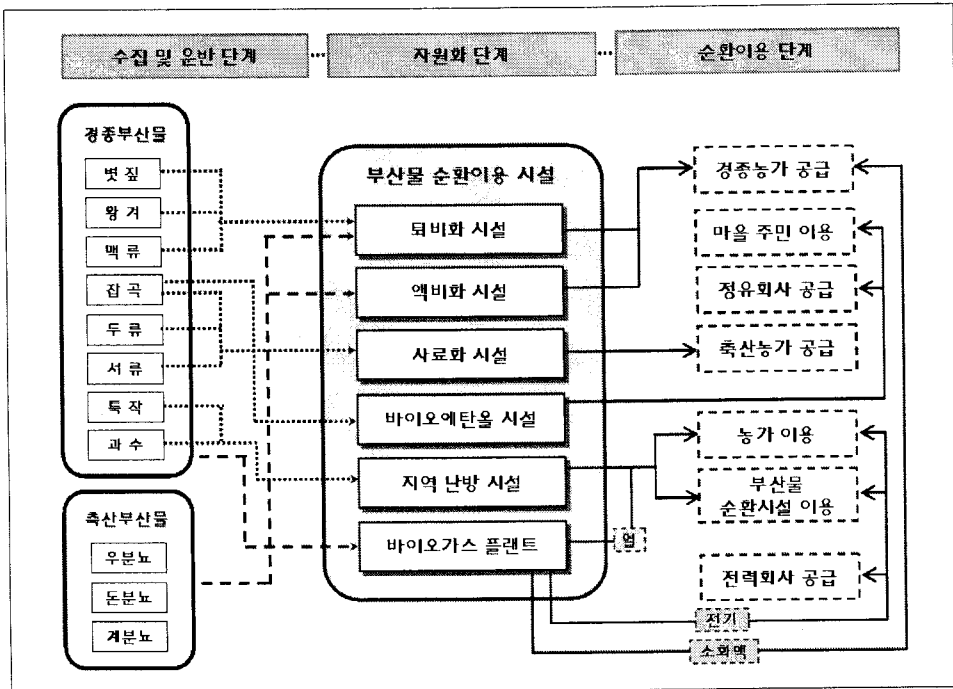 수집 및 운반 단계
자원화 단계
순환이용 단계
경종부산물
볏짚
왕겨
맥류
잡곡
두류
서류
특작
과수
축산부산물
우분뇨
돈분뇨
계분뇨
부산물 순환이용 시설
퇴비화 시설
액비화 시설
사료화 시설
바이오에탄올 시설
지역 난방 시설
바이오가스 플랜트
경종농가 공급
마을 주민 이용
정유회사 공급
축산농가 공급
농가 이용
부산물
순환시설 이용
전력회사 공급
열
전기
소화액